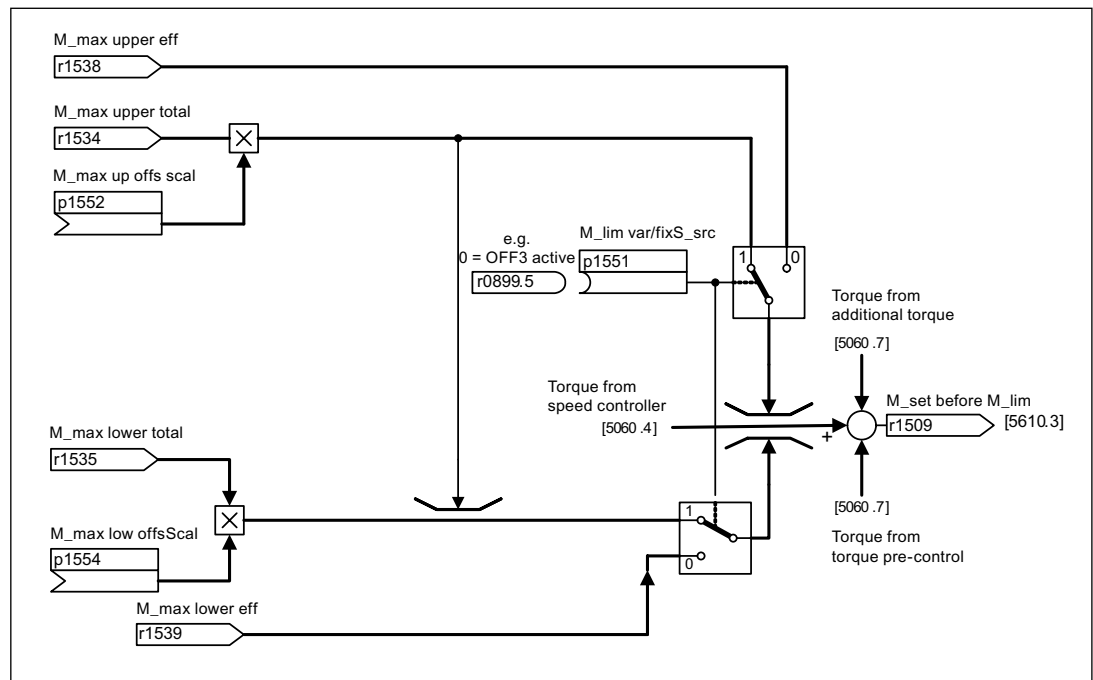 M_max upper eff
r1538
M_max upper total
r1534
M_max up offs scal
p1552
e.g.
0 = OFF3 active
r0899.5
M_lim var/fixS_src
p1551
1
0
Torque from
additional torque
[5060 .7]
Torque from
speed controller
[5060 .4]
+
M_set before M_lim
r1509
[5610.3]
M_max lower total
r1535
M_max low offsScal
p1554
1
0
[5060 .7]
Torque from
torque pre-control
M_max lower eff
r1539